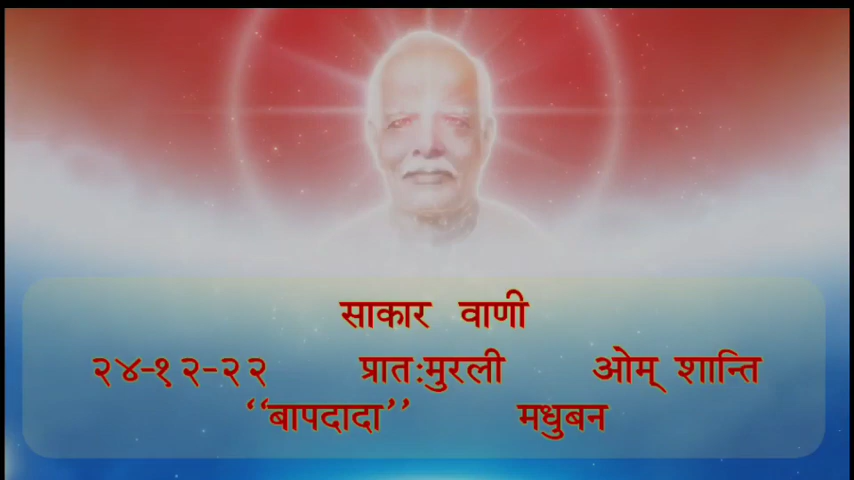 साकार वाणी
२४-१२-२२ प्रातःमुरली ओम् शान्ति
‘‘बापदादा’’ मधुबन